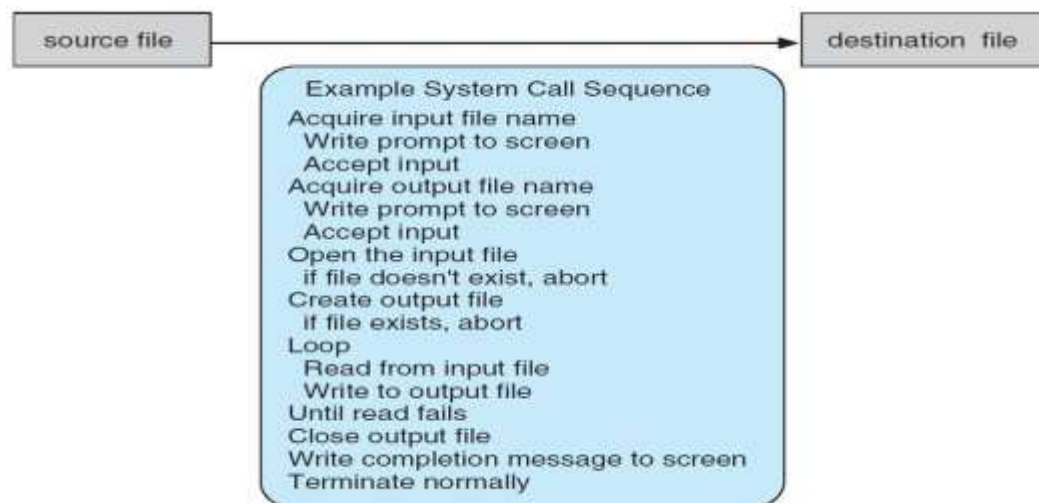 source file
destination file
Example System Call Sequence
Acquire input file name
Write prompt to screen
Accept input
Acquire output file name
Write prompt to screen
Accept input
Open the input file
if file doesn't exist, abort
Create output file
if file exists, abort
Loop
Read from input file
Write to output file
Until read fails
Close output file
Write completion message to screen
Terminate normally